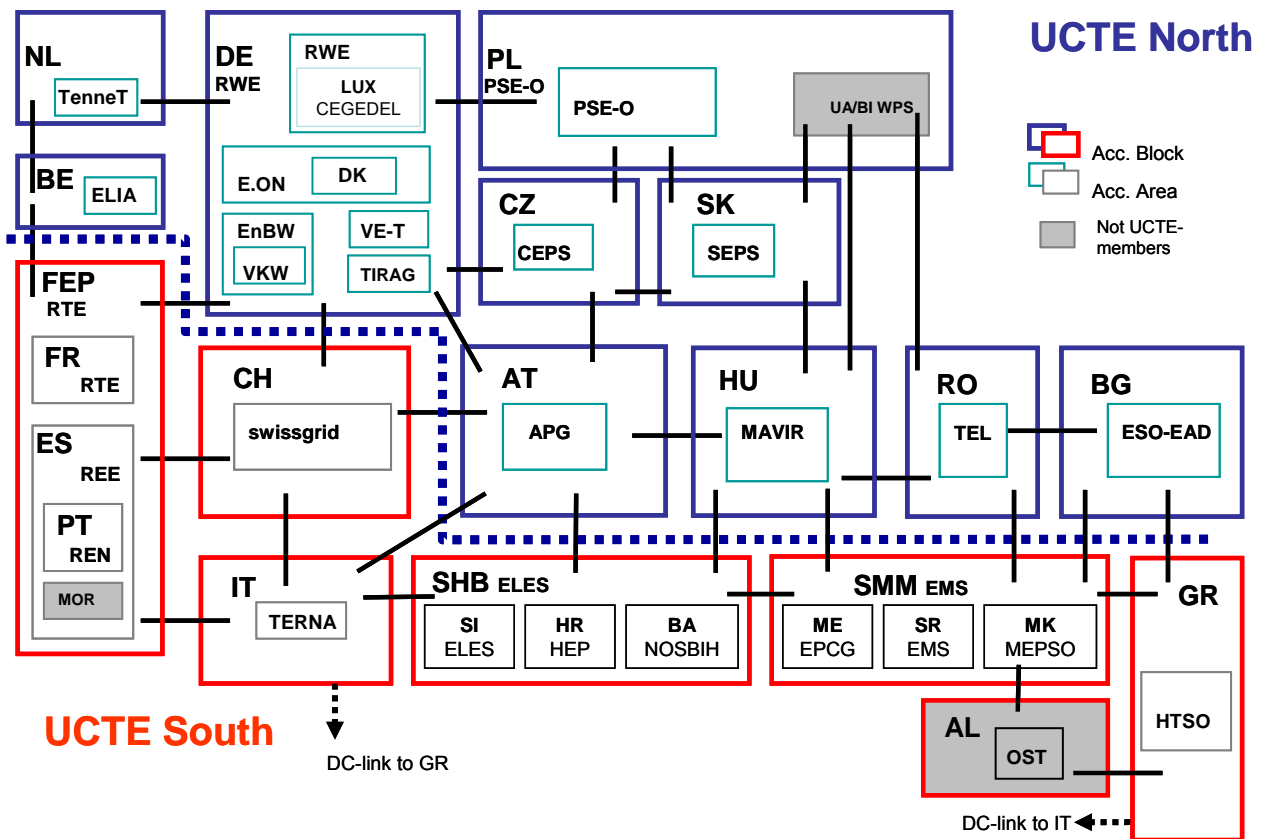 UCTE North
NL
TenneT
DE
RWE
RWE
LUX
CEGEDEL
PL
PSE-O
PSE-O
UA/BI WPS
Acc. Block
Acc. Area
Not UCTE-
members
BE
ELIA
E.ON
DK
EnBW
VKW
VE-T
TIRAG
CZ
CEPS
SK
SEPS
FEP
RTE
FR
RTE
ES
REE
PT
REN
MOR
CH
swissgrid
AT
APG
HU
MAVIR
RO
TEL
BG
ESO-EAD
IT
TERNA
SHB ELES
SI
ELES
HR
HEP
BA
NOSBIH
SMM EMS
ME
EPCG
SR
EMS
MK
MEPSO
GR
HTSO
AL
OST
UCTE South
DC-link to GR
DC-link to IT